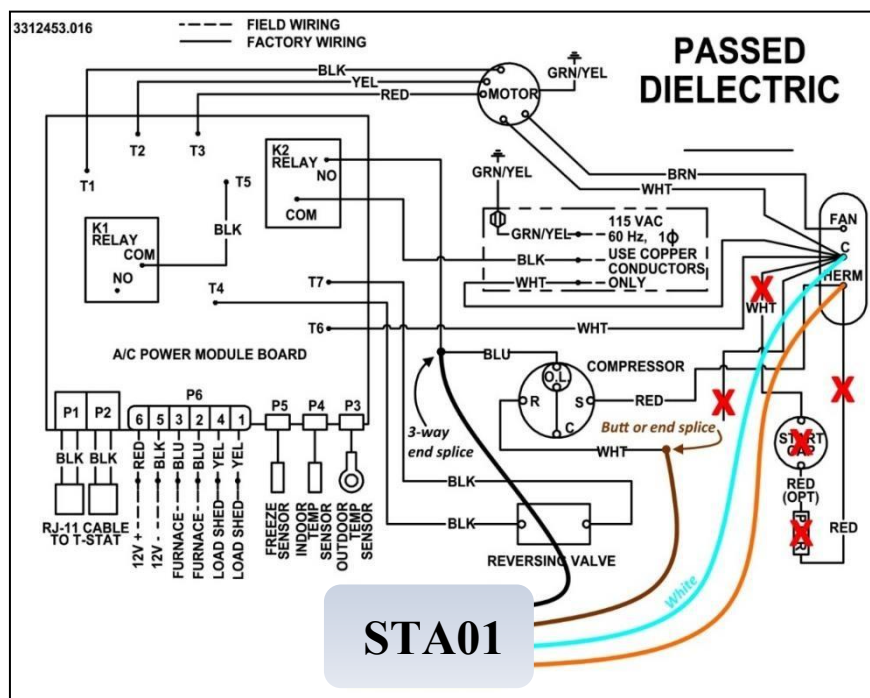 3312453.016
FIELD WIRING
FACTORY WIRING
PASSED
DIELECTRIC
BLK
YEL
RED
MOTOR
GRN/YEL
T1
T2
T3
K2
RELAY
NO
COM
T5
BLK
K1
RELAY
COM
NO
T4
T7
T6
A/C POWER MODULE BOARD
GRN/YEL
GRN/YEL
BLK
WHT
115 VAC
60 Hz, 1ϕ
USE COPPER
CONDUCTORS
ONLY
BRN
WHT
FAN
C
HERM
WHT
WHT
BLU
COMPRESSOR
O.L.
R
S
C
RED
WHT
3-way
end splice
Butt or end splice
START
CAP
RED
(OPT)
RED
BLK
BLK
REVERSING VALVE
P1
P2
P6
6
5
3
2
4
1
P5
P4
P3
BLK
BLK
BLK
BLK
RJ-11 CABLE
TO T-STAT
RED
BLK
BLU
BLU
YEL
YEL
12V +
12V -
FURNACE
FURNACE
LOAD SHED
LOAD SHED
FREEZE
SENSOR
INDOOR
TEMP
SENSOR
OUTDOOR
TEMP
SENSOR
White
STA01